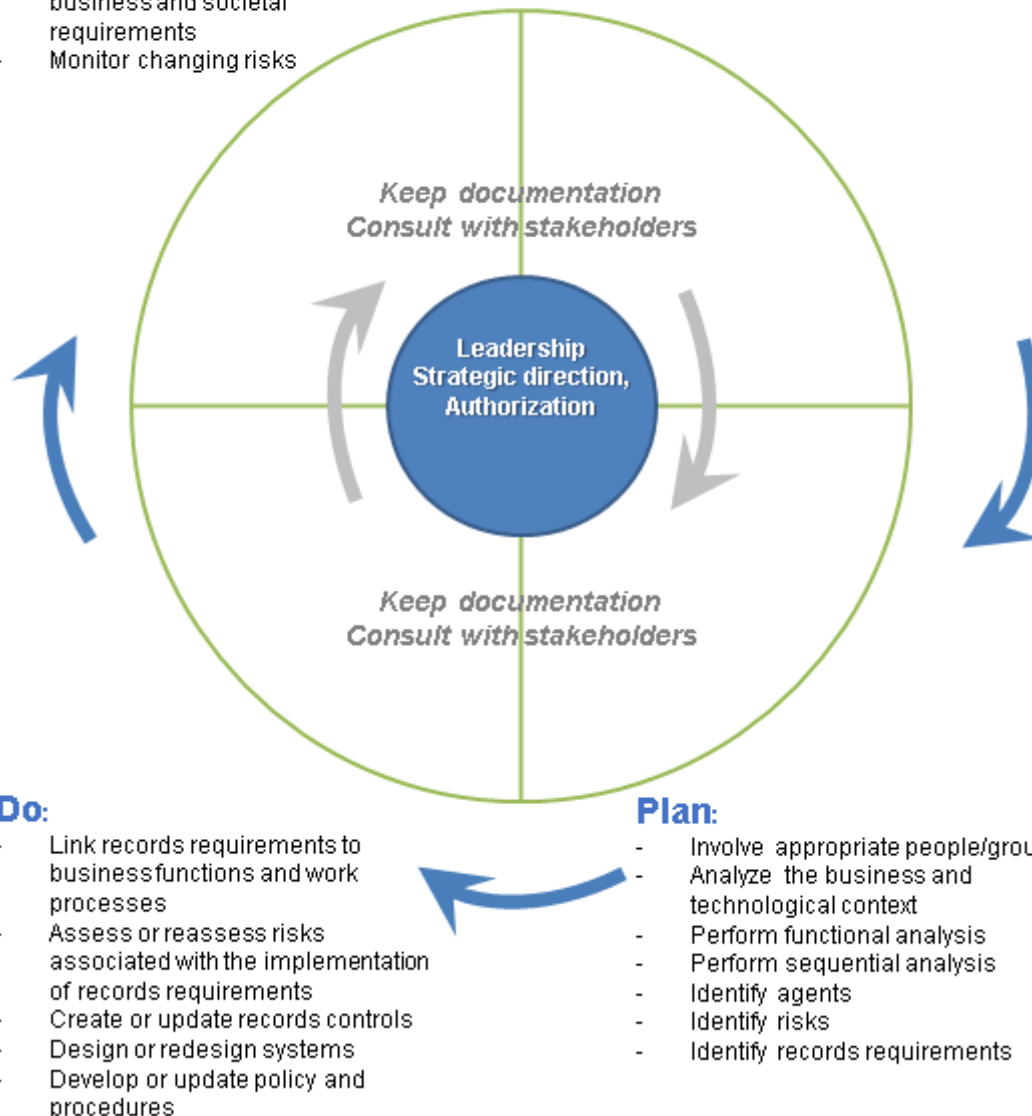 business and societal
requirements
- Monitor changing risks
Keep documentation
Consult with stakeholders
Leadership
Strategic direction,
Authorization
Keep documentation
Consult with stakeholders
Do:
- Link records requirements to
business functions and work
processes
- Assess or reassess risks
associated with the implementation
of records requirements
- Create or update records controls
- Design or redesign systems
- Develop or update policy and
procedures
Plan:
- Involve appropriate people/grou
- Analyze the business and
technological context
- Perform functional analysis
- Perform sequential analysis
- Identify agents
- Identify risks
- Identify records requirements